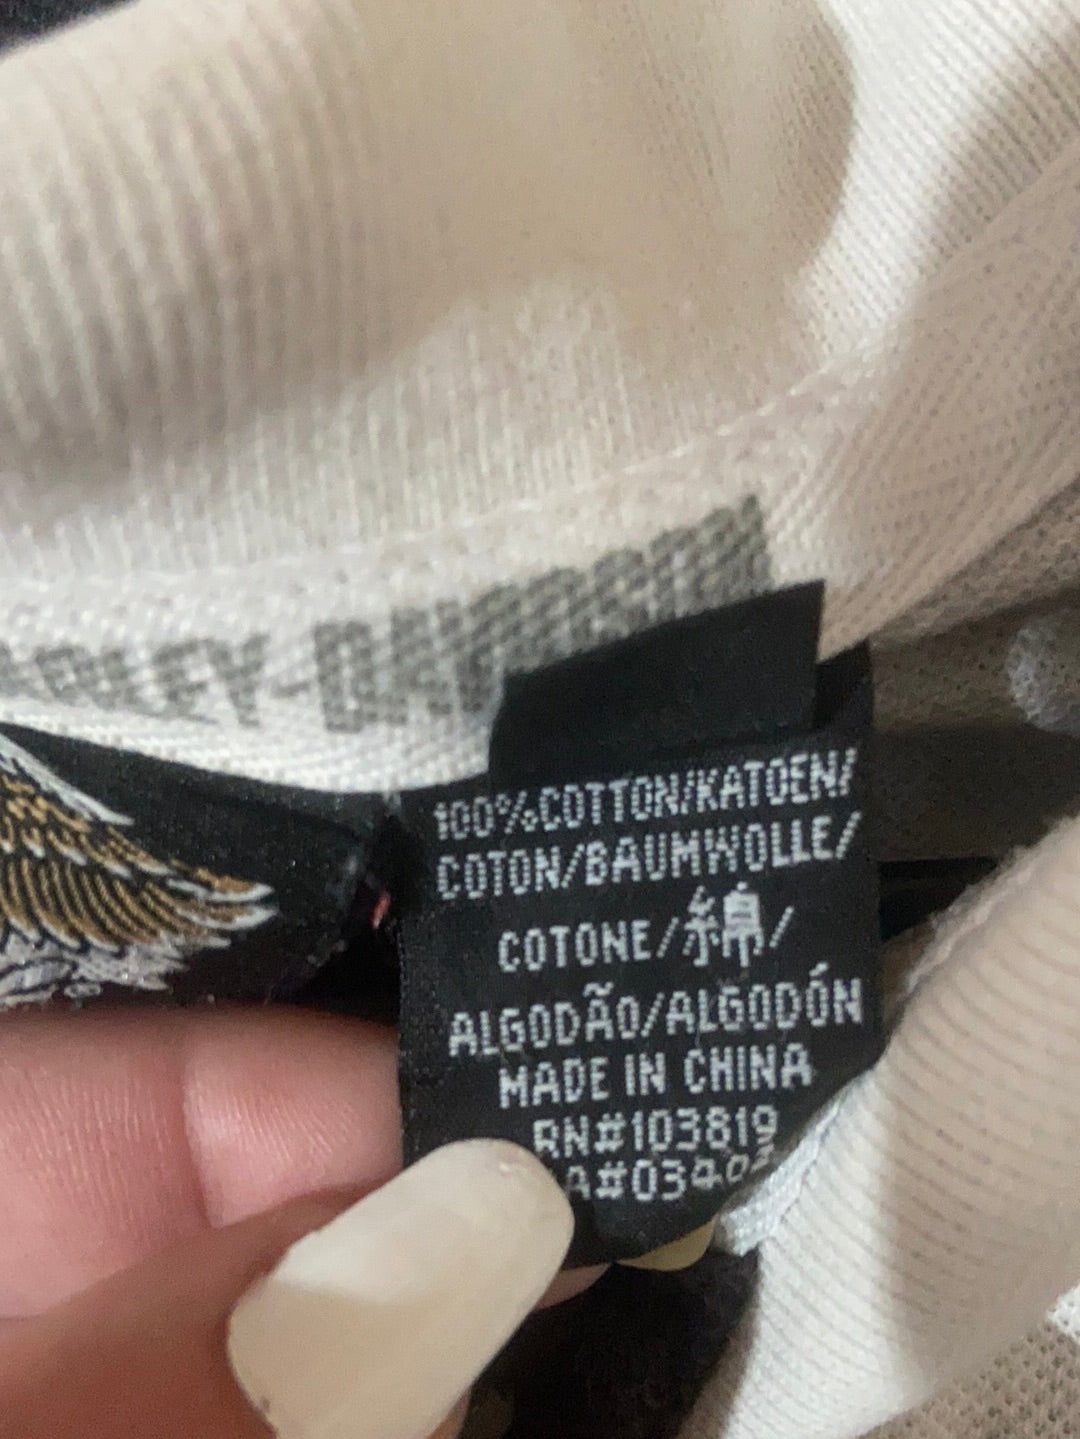 100%COTTON/KATOEN/
COTON/BAUMWOLLE/
COTONE/綿/
ALGODÃO/ALGODÓN
MADE IN CHINA
RN#103819